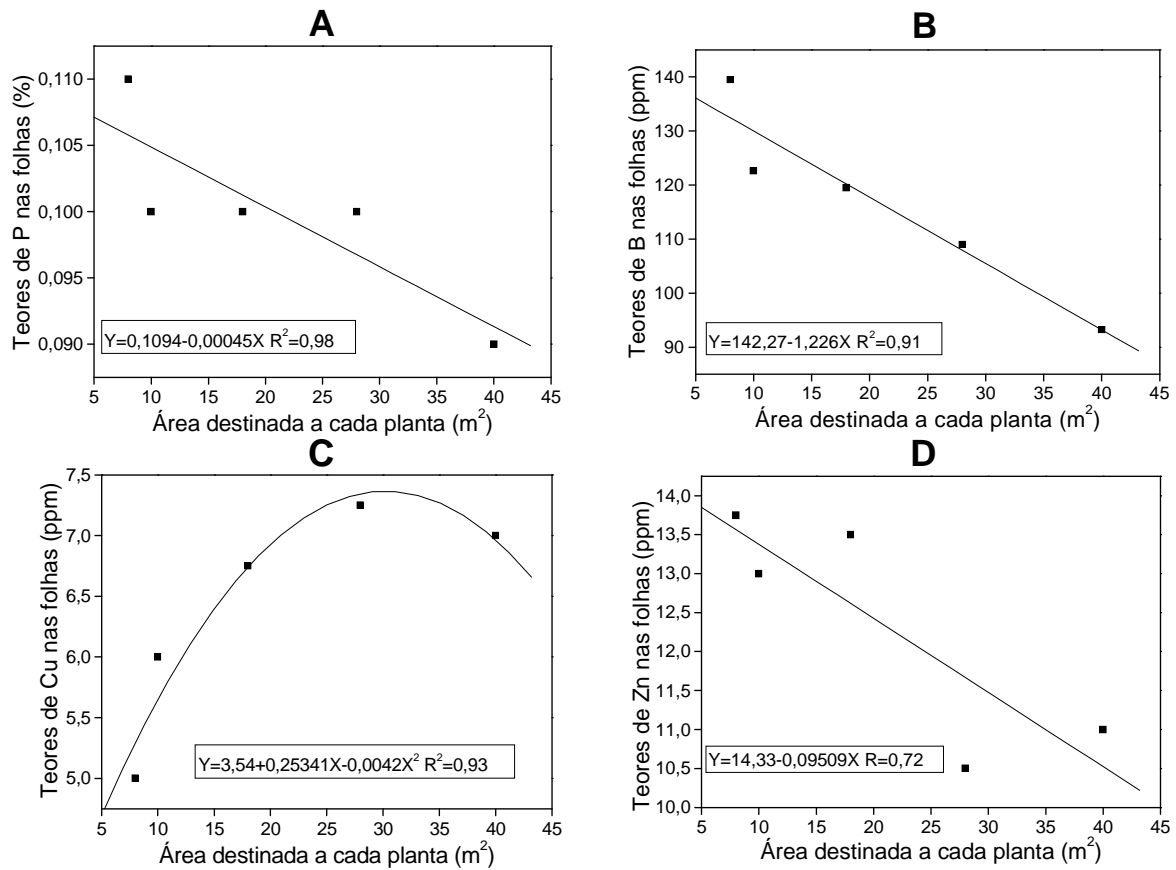 A
Teores de P nas folhas (%)
0,110
0,105
0,100
0,095
0,090
Y=0,1094-0,00045X R²=0,98
5 10 15 20 25 30 35 40 45
Área destinada a cada planta (m²)
B
Teores de B nas folhas (ppm)
140
130
120
110
100
90
Y=142,27-1,226X R²=0,91
5 10 15 20 25 30 35 40 45
Área destinada a cada planta (m²)
C
Teores de Cu nas folhas (ppm)
7,5
7,0
6,5
6,0
5,5
5,0
Y=3,54+0,25341X-0,0042X² R²=0,93
5 10 15 20 25 30 35 40 45
Área destinada a cada planta (m²)
D
Teores de Zn nas folhas (ppm)
14,0
13,5
13,0
12,5
12,0
11,5
11,0
10,5
10,0
Y=14,33-0,09509X R=0,72
5 10 15 20 25 30 35 40 45
Área destinada a cada planta (m²)